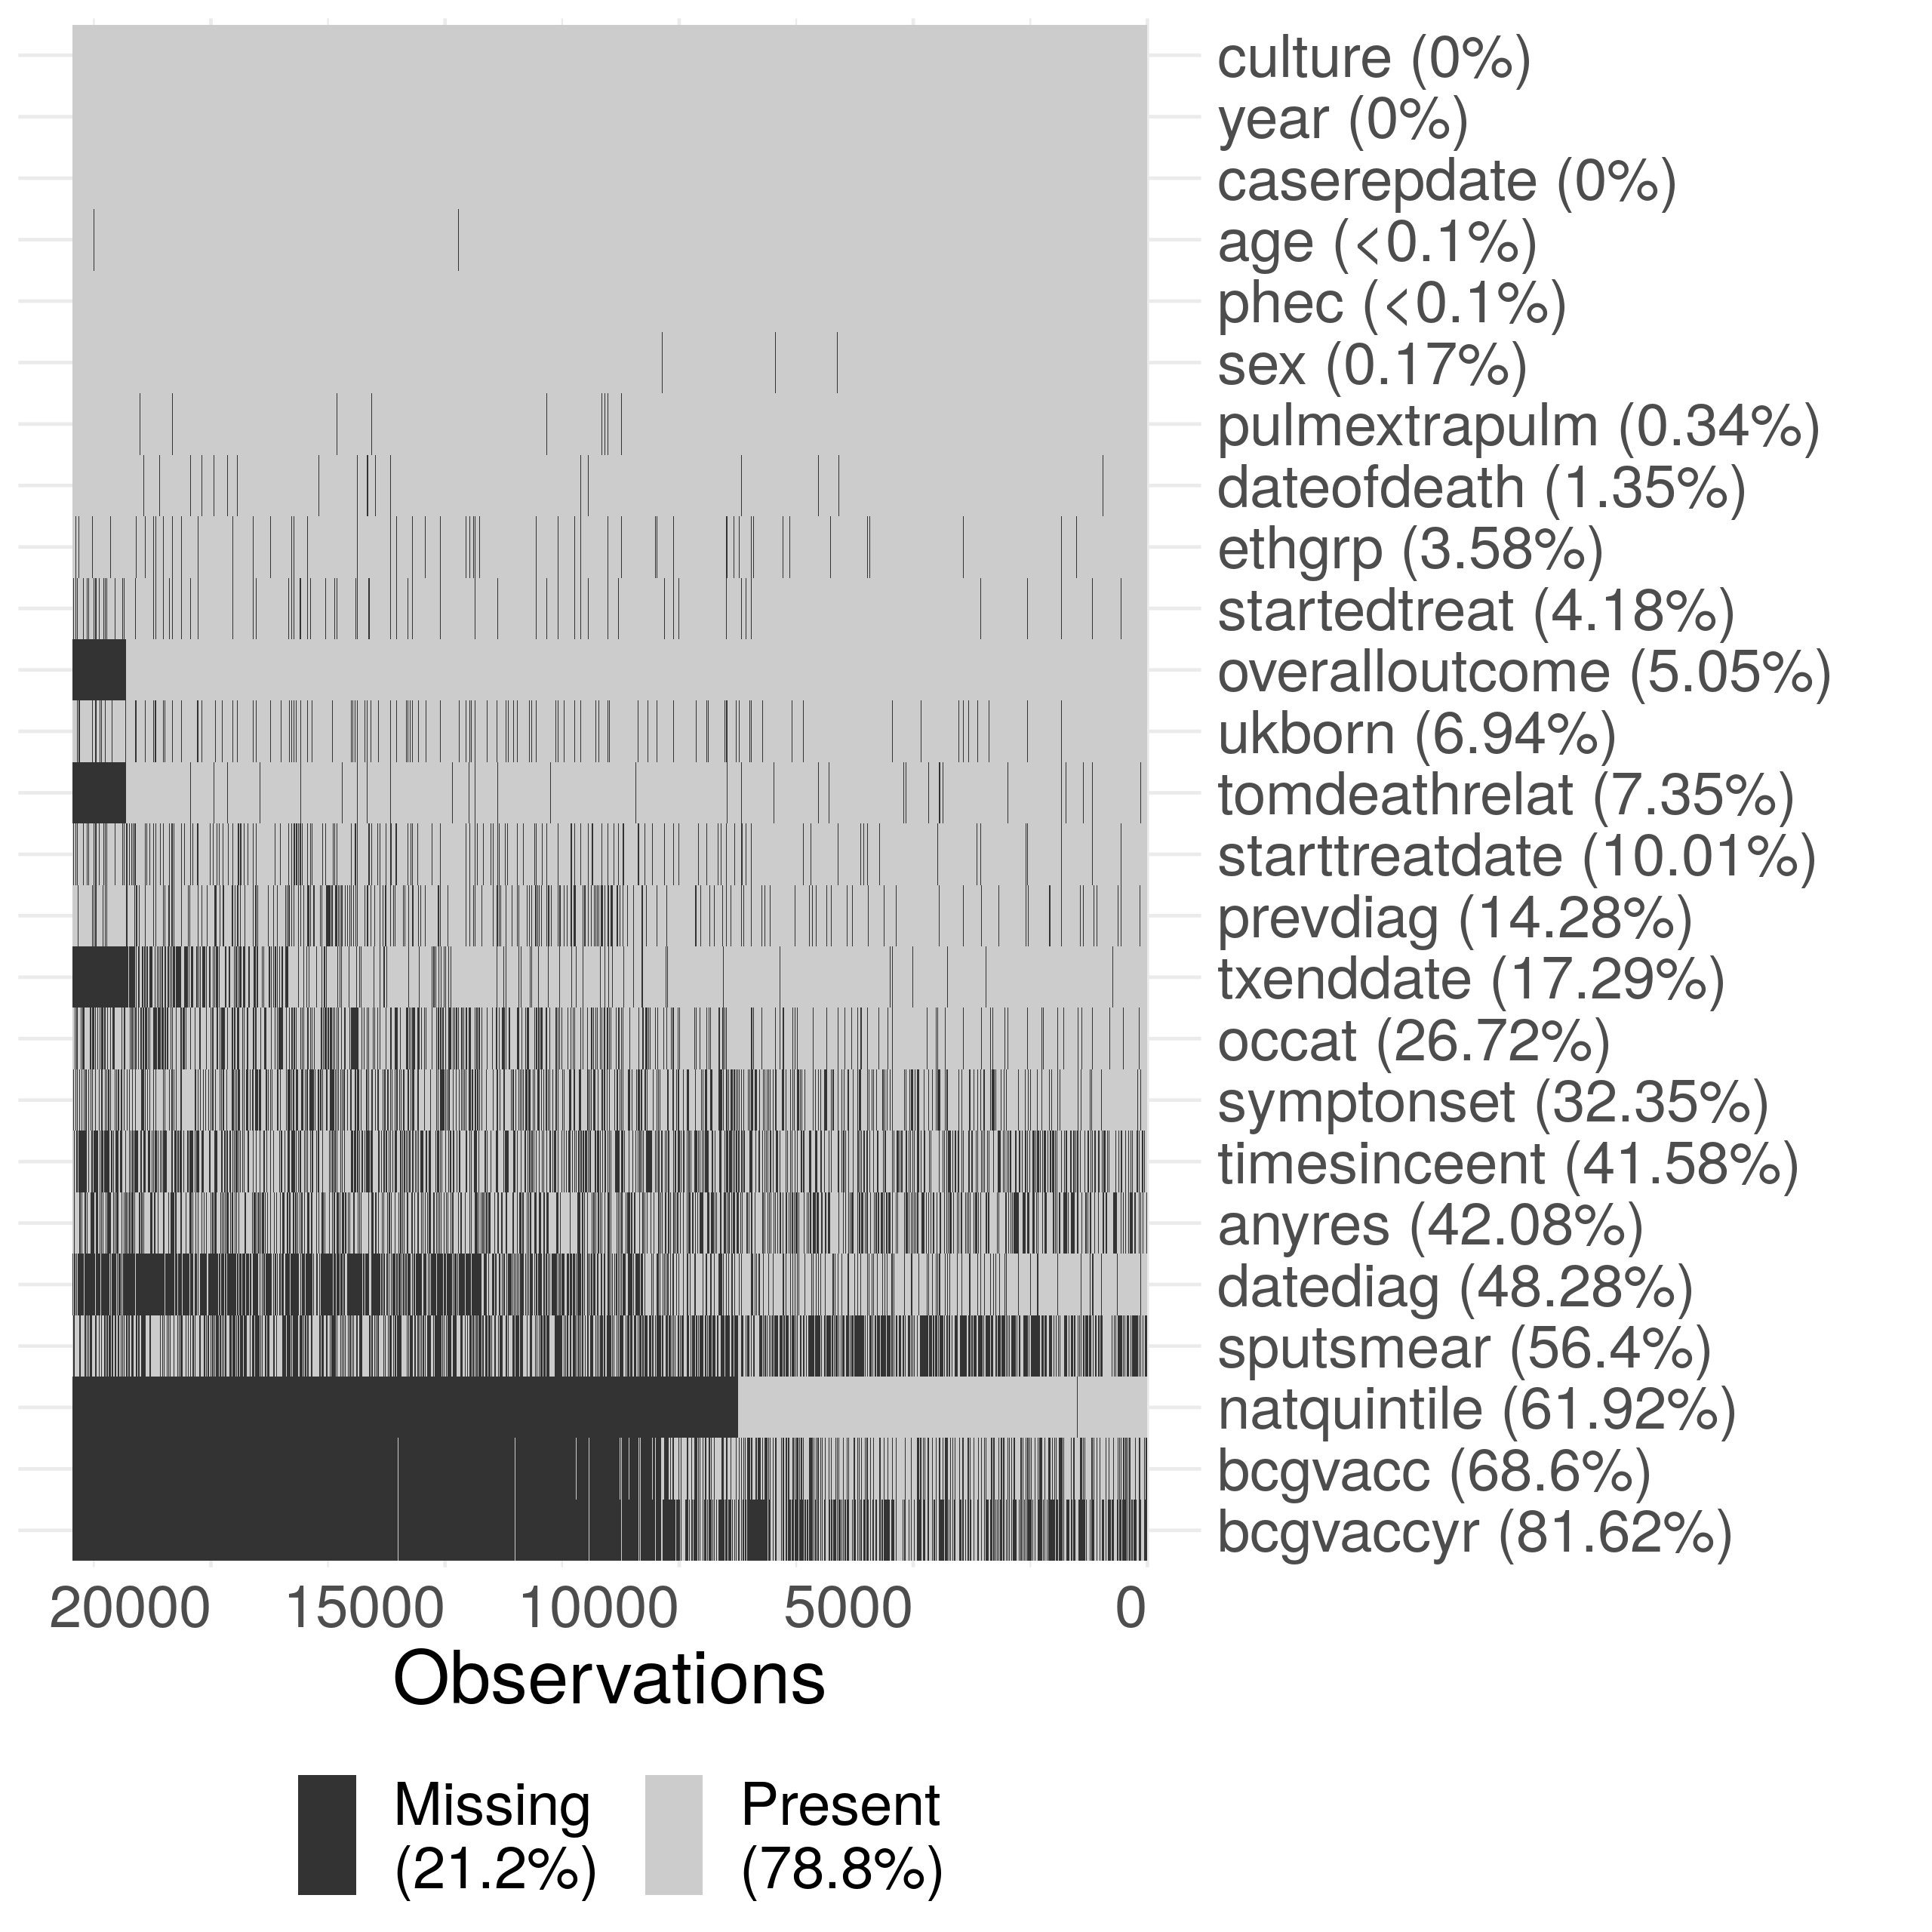 culture (0%)
year (0%)
caserepdate (0%)
age (<0.1%)
phec (<0.1%)
sex (0.17%)
pulmextrapulm (0.34%)
dateofdeath (1.35%)
ethgrp (3.58%)
startedtreat (4.18%)
overalloutcome (5.05%)
ukborn (6.94%)
tomdeathrelat (7.35%)
starttreatdate (10.01%)
prevdiag (14.28%)
txenddate (17.29%)
occat (26.72%)
symptonset (32.35%)
timesinceent (41.58%)
anyres (42.08%)
datediag (48.28%)
sputsmear (56.4%)
natquintile (61.92%)
bcgvacc (68.6%)
bcgvaccyr (81.62%)
20000 15000 10000 5000 0
Observations
Missing Present
(21.2%) (78.8%)